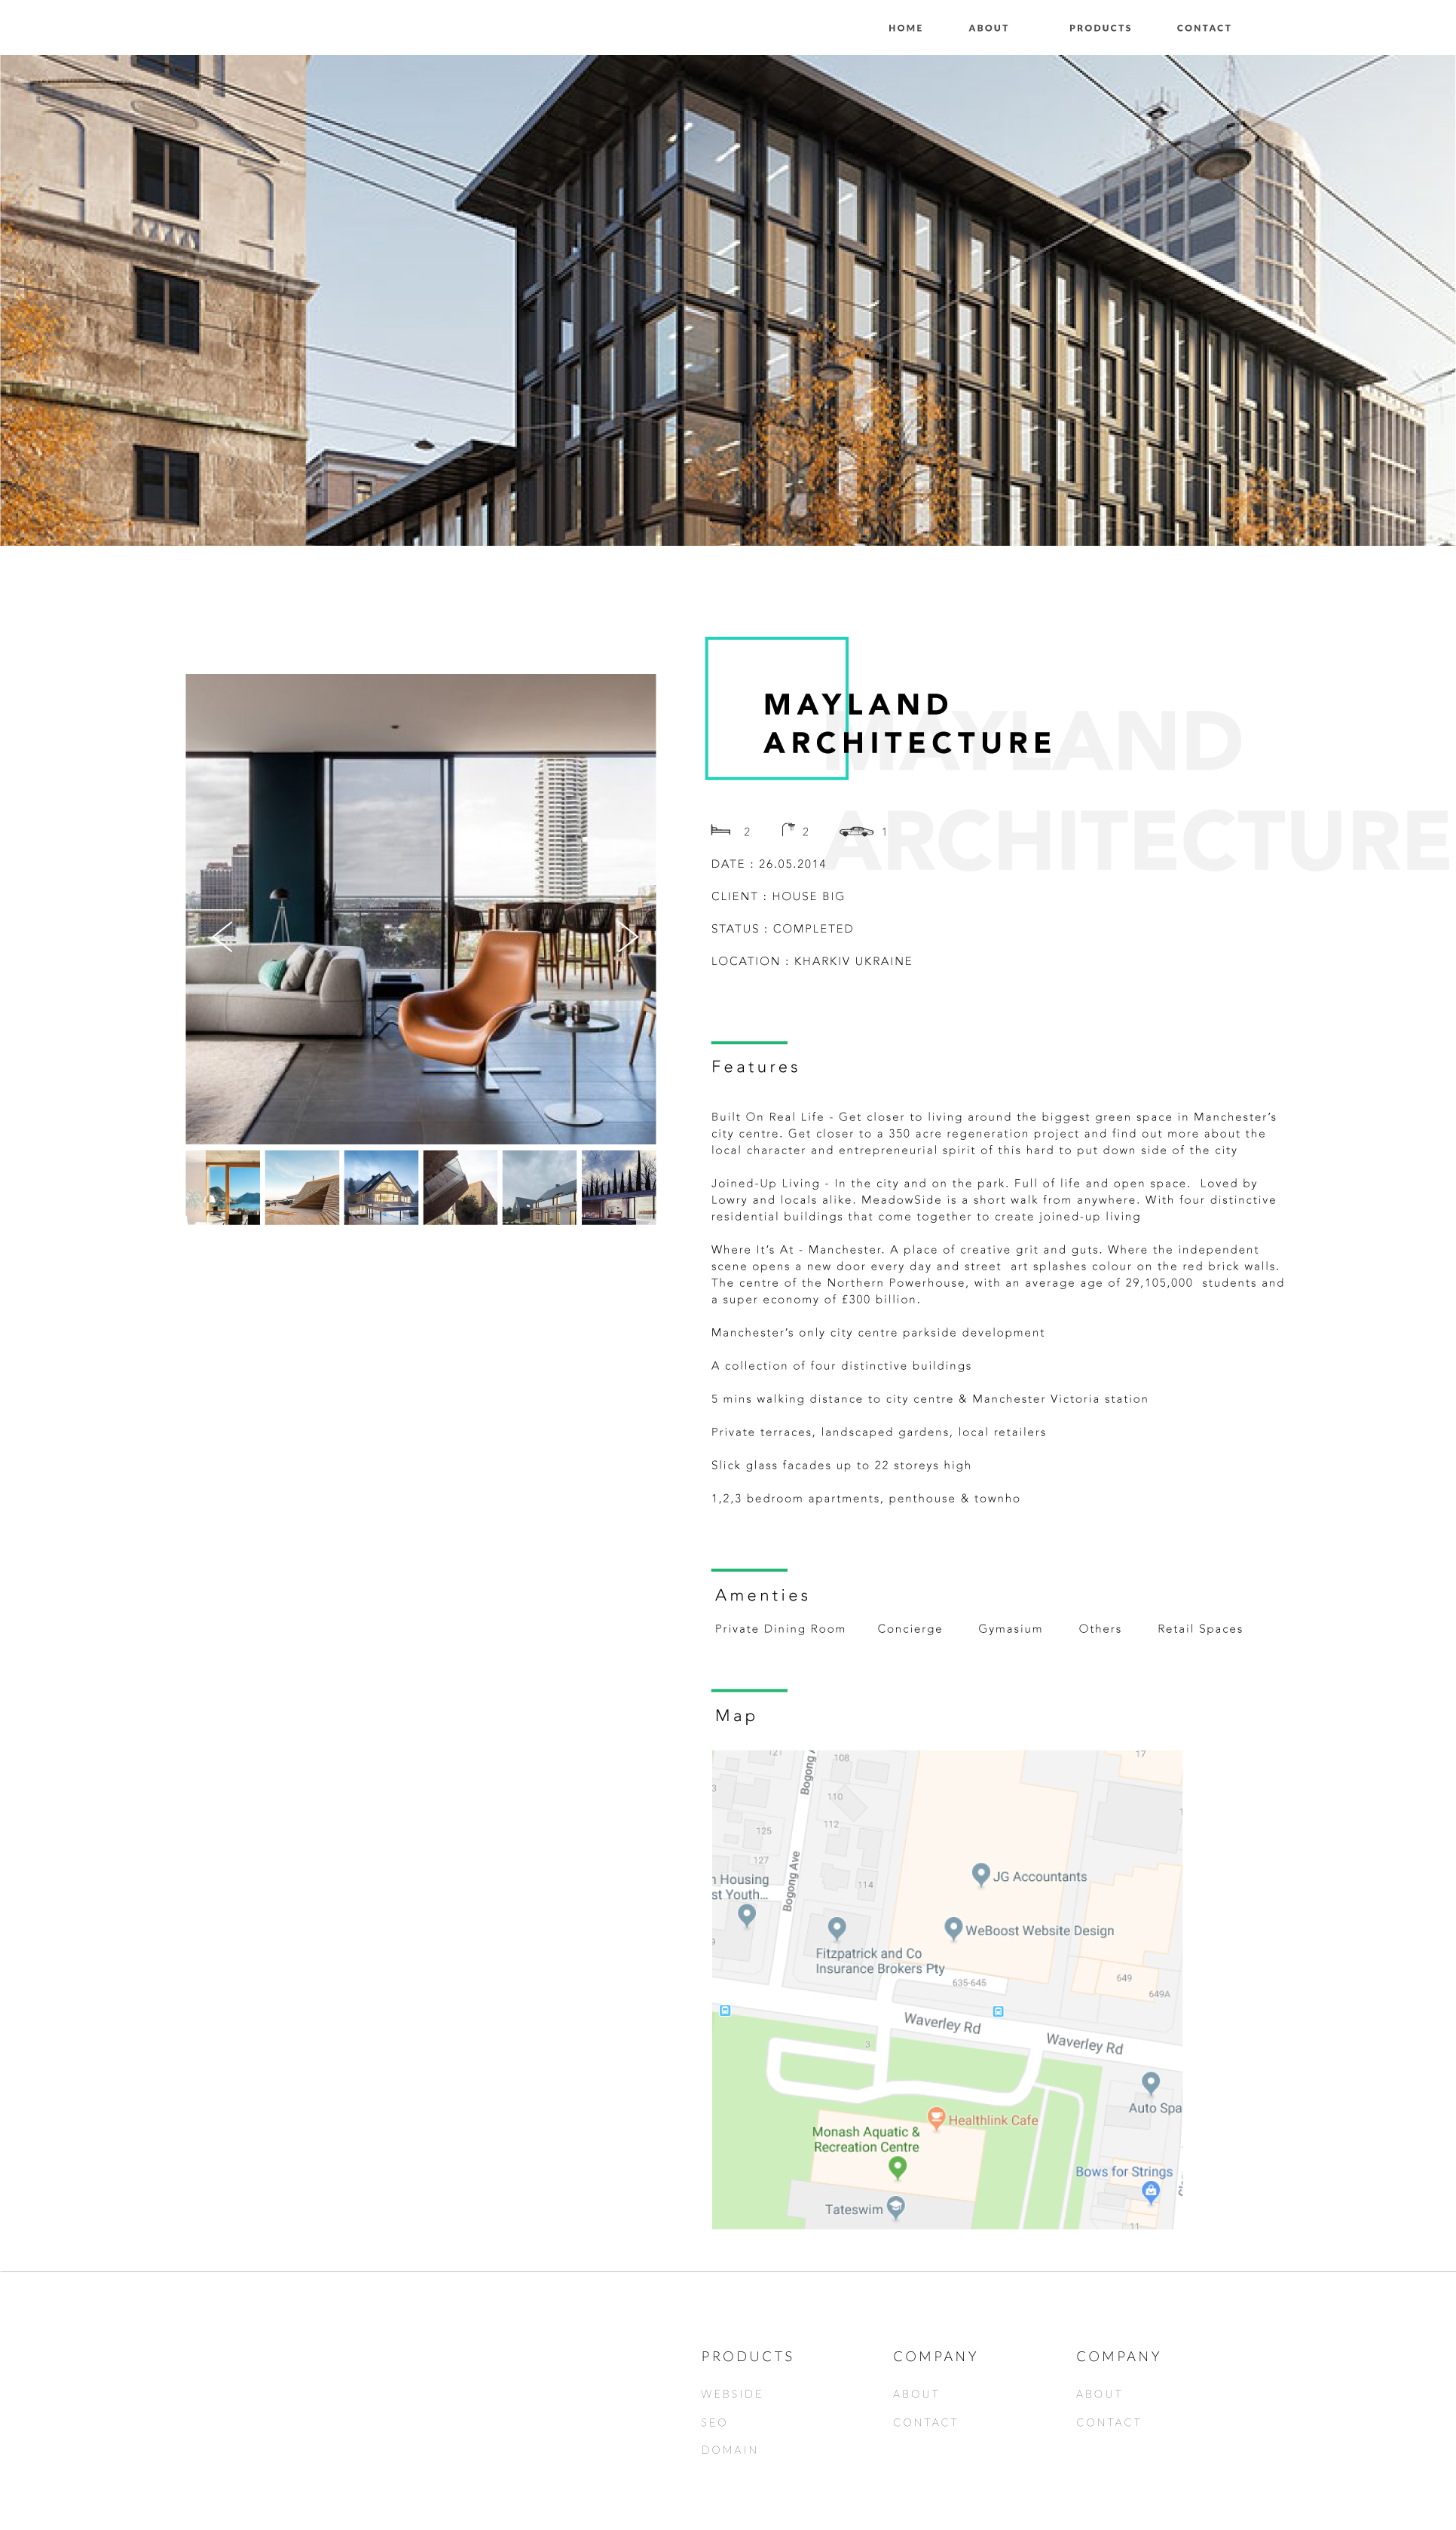 HOME ABOUT PRODUCTS CONTACT
MAYLAND
ARCHITECTURE
MAYLAND
ARCHITECTURE
2 2 1
DATE : 26.05.2014
CLIENT : HOUSE BIG
STATUS : COMPLETED
LOCATION : KHARKIV UKRAINE
Features
Built On Real Life - Get closer to living around the biggest green space in Manchester’s
city centre. Get closer to a 350 acre regeneration project and find out more about the
local character and entrepreneurial spirit of this hard to put down side of the city
Joined-Up Living - In the city and on the park. Full of life and open space. Loved by
Lowry and locals alike. MeadowSide is a short walk from anywhere. With four distinctive
residential buildings that come together to create joined-up living
Where It’s At - Manchester. A place of creative grit and guts. Where the independent
scene opens a new door every day and street art splashes colour on the red brick walls.
The centre of the Northern Powerhouse, with an average age of 29,105,000 students and
a super economy of £300 billion.
Manchester’s only city centre parkside development
A collection of four distinctive buildings
5 mins walking distance to city centre & Manchester Victoria station
Private terraces, landscaped gardens, local retailers
Slick glass facades up to 22 storeys high
1,2,3 bedroom apartments, penthouse & townho
Amenties
Private Dining Room Concierge Gymasium Others Retail Spaces
Map
121 108 17
Bogong A
3
110
112
125
127
114
Bogong Ave
n Housing
st Youth...
JG Accountants
WeBoost Website Design
9
Fitzpatrick and Co
Insurance Brokers Pty
635-645
649
649A
Waverley Rd
Waverley Rd
3
Auto Spa
Healthlink Cafe
Monash Aquatic &
Recreation Centre
Bows for Strings
Tateswim
11
PRODUCTS COMPANY COMPANY
WEBSIDE ABOUT ABOUT
SEO CONTACT CONTACT
DOMAIN